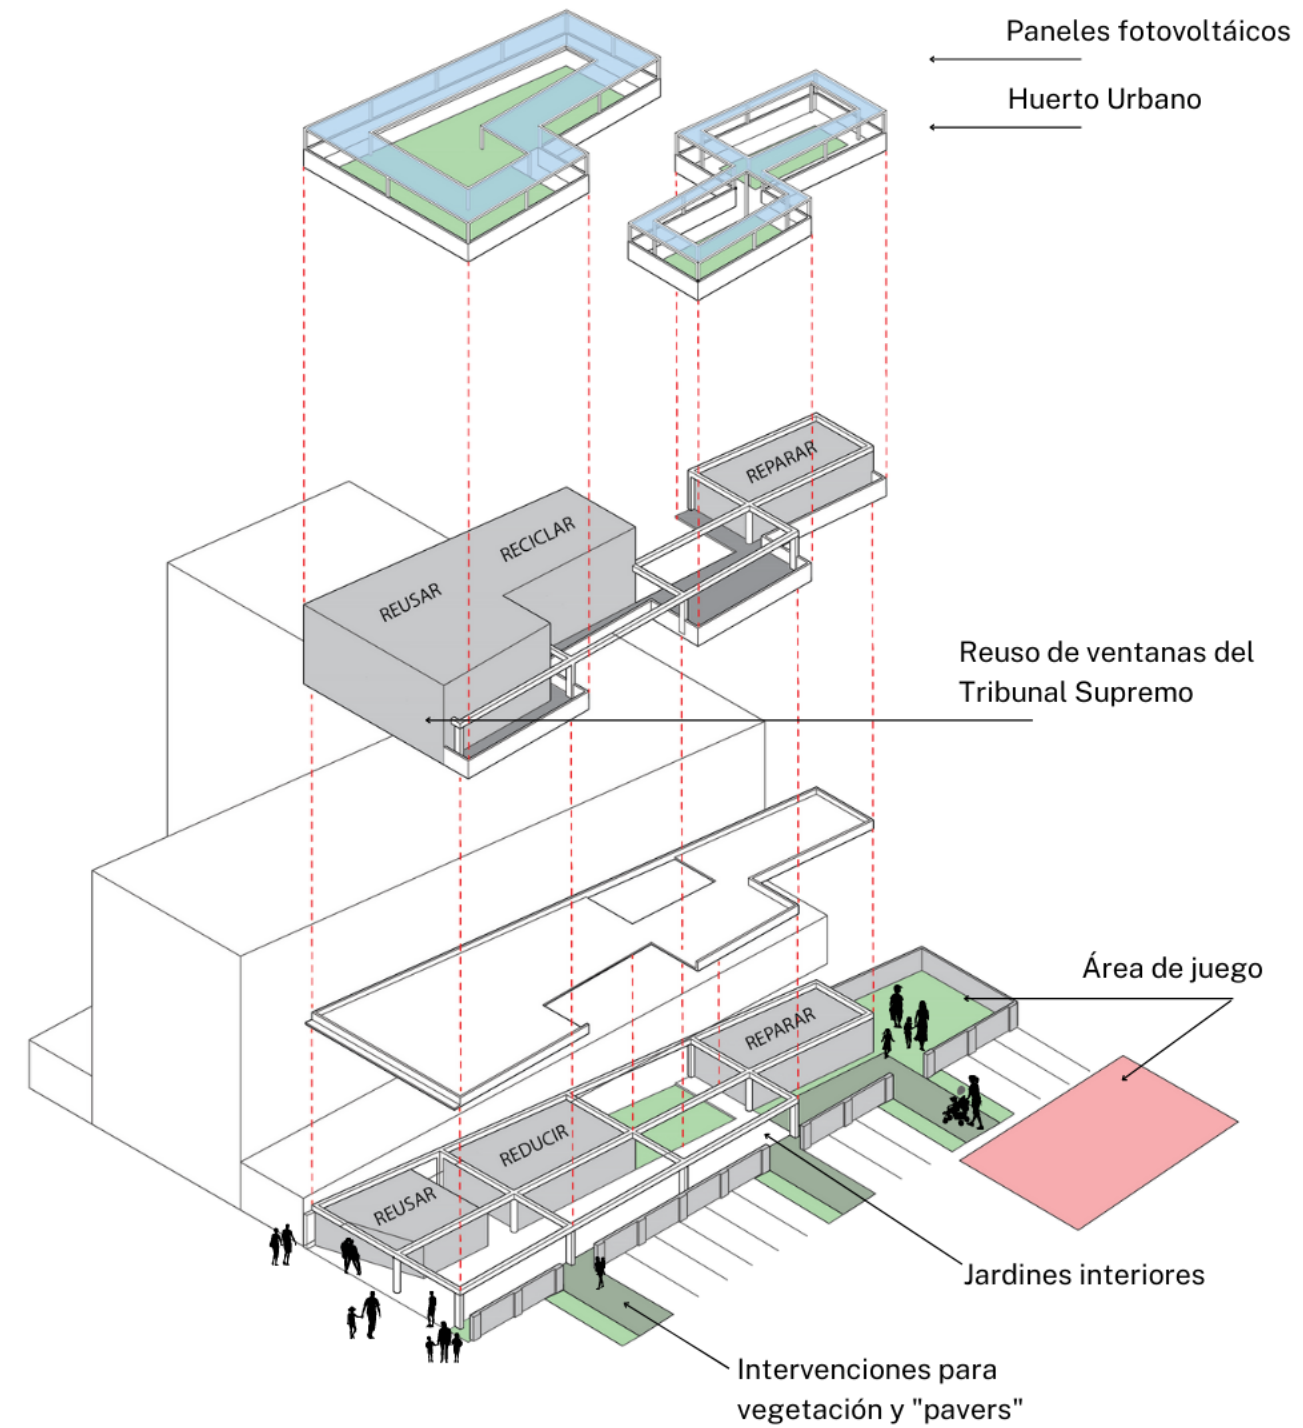 Paneles fotovoltáicos
Huerto Urbano
REPARAR
RECICLAR
REUSAR
Reuso de ventanas del
Tribunal Supremo
Área de juego
REPARAR
REDUCIR
REUSAR
Jardines interiores
Intervenciones para
vegetación y "pavers"